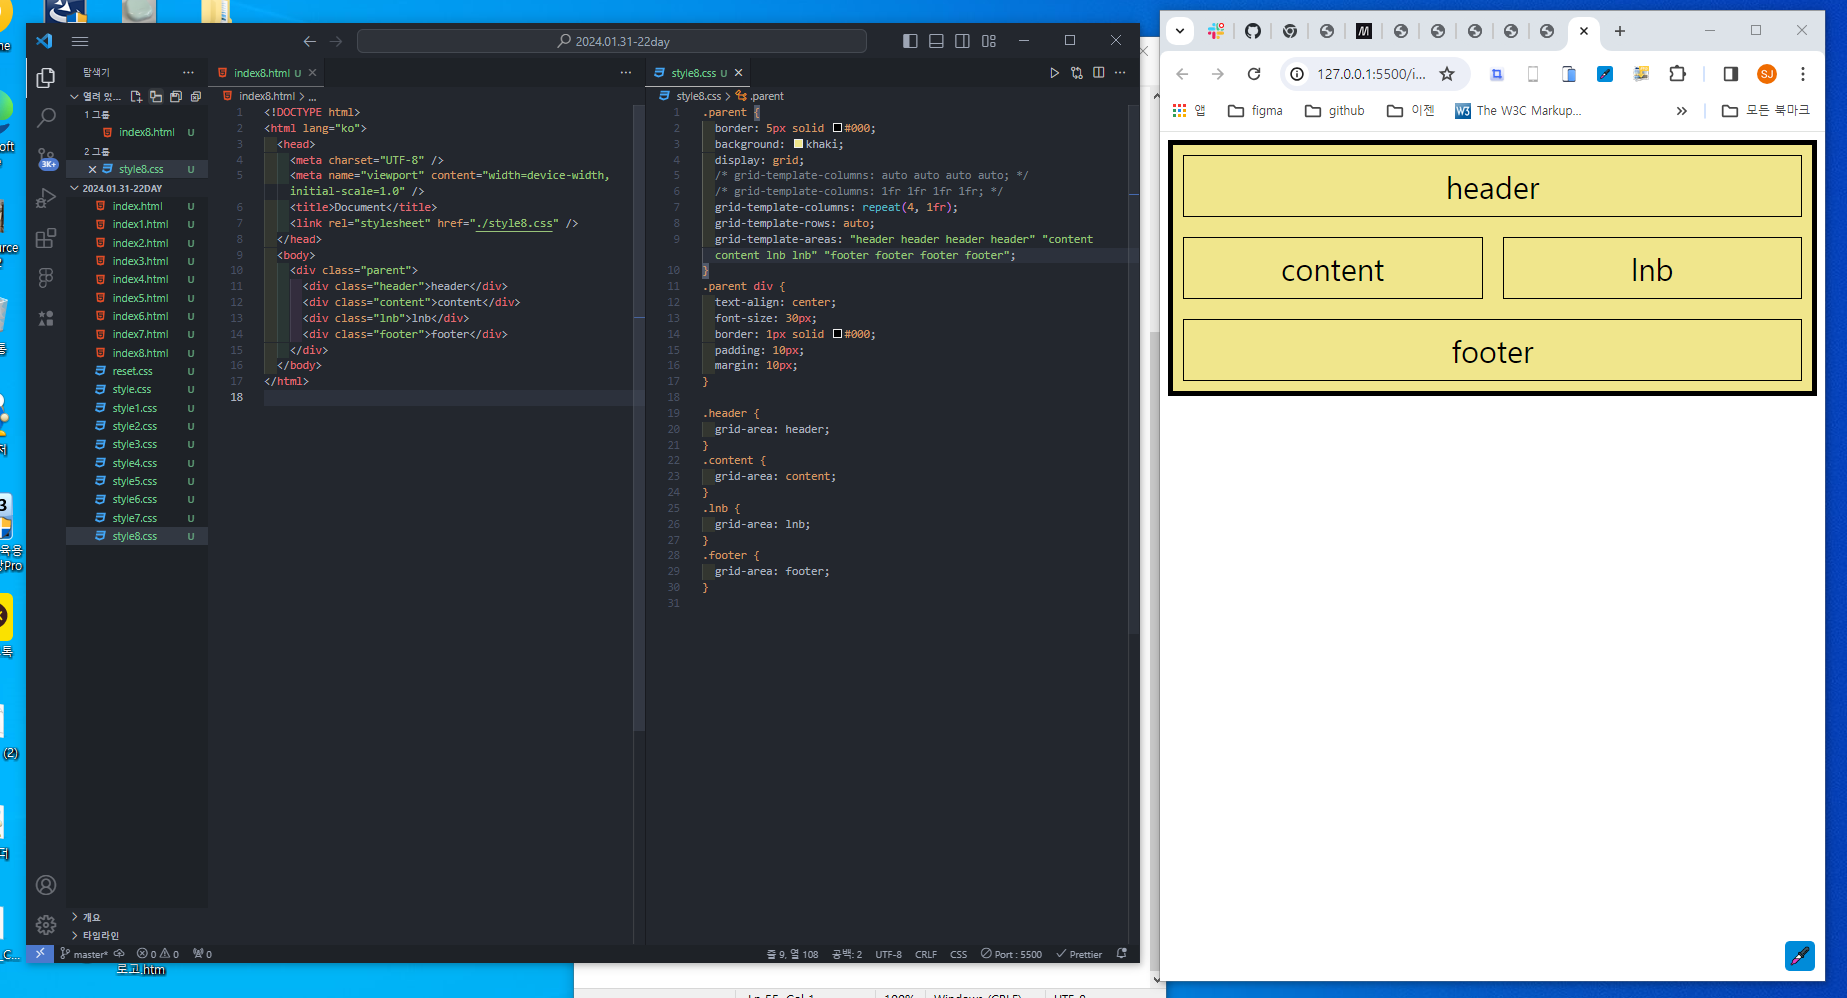 2024.01.31-22day
탐색기
열려 있...
1 그룹
index8.html U
2 그룹
style8.css U
2024.01.31-22DAY
index.html U
index1.html U
index2.html U
index3.html U
index4.html U
index5.html U
index6.html U
index7.html U
index8.html U
reset.css U
style.css U
style1.css U
style2.css U
style3.css U
style4.css U
style5.css U
style6.css U
style7.css U
style8.css U
개요
타임라인
3K+
index8.html U
index8.html > ...
1 <!DOCTYPE html>
2 <html lang="ko">
3 <head>
4 <meta charset="UTF-8" />
5 <meta name="viewport" content="width=device-width,
initial-scale=1.0" />
6 <title>Document</title>
7 <link rel="stylesheet" href="./style8.css" />
8 </head>
9 <body>
10 <div class="parent">
11 <div class="header">header</div>
12 <div class="content">content</div>
13 <div class="lnb">lnb</div>
14 <div class="footer">footer</div>
15 </div>
16 </body>
17 </html>
18
style8.css U
style8.css > .parent
1 .parent {
2 border: 5px solid #000;
3 background: khaki;
4 display: grid;
5 /* grid-template-columns: auto auto auto auto; */
6 /* grid-template-columns: 1fr 1fr 1fr 1fr; */
7 grid-template-columns: repeat(4, 1fr);
8 grid-template-rows: auto;
9 grid-template-areas: "header header header header" "content
content lnb lnb" "footer footer footer footer";
10 }
11 .parent div {
12 text-align: center;
13 font-size: 30px;
14 border: 1px solid #000;
15 padding: 10px;
16 margin: 10px;
17 }
18
19 .header {
20 grid-area: header;
21 }
22 .content {
23 grid-area: content;
24 }
25 .lnb {
26 grid-area: lnb;
27 }
28 .footer {
29 grid-area: footer;
30 }
31
master* 0 0 0
줄 9, 열 108 공백: 2 UTF-8 CRLF CSS Port : 5500 Prettier
로고.htm
127.0.0.1:5500/i...
SJ
앱 figma github 이젠 W3 The W3C Markup... » 모든 북마크
header
content lnb
footer
(2)
Ln 55, Col 1 100% Windows (CRLF) UTF-8